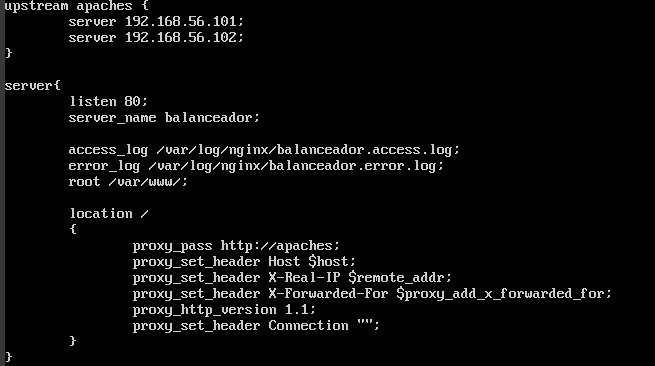 upstream apaches {
        server 192.168.56.101;
        server 192.168.56.102;
}

server{
        listen 80;
        server_name balanceador;

        access_log /var/log/nginx/balanceador.access.log;
        error_log /var/log/nginx/balanceador.error.log;
        root /var/www/;

        location /
        {
                proxy_pass http://apaches;
                proxy_set_header Host $host;
                proxy_set_header X-Real-IP $remote_addr;
                proxy_set_header X-Forwarded-For $proxy_add_x_forwarded_for;
                proxy_http_version 1.1;
                proxy_set_header Connection "";
        }
}